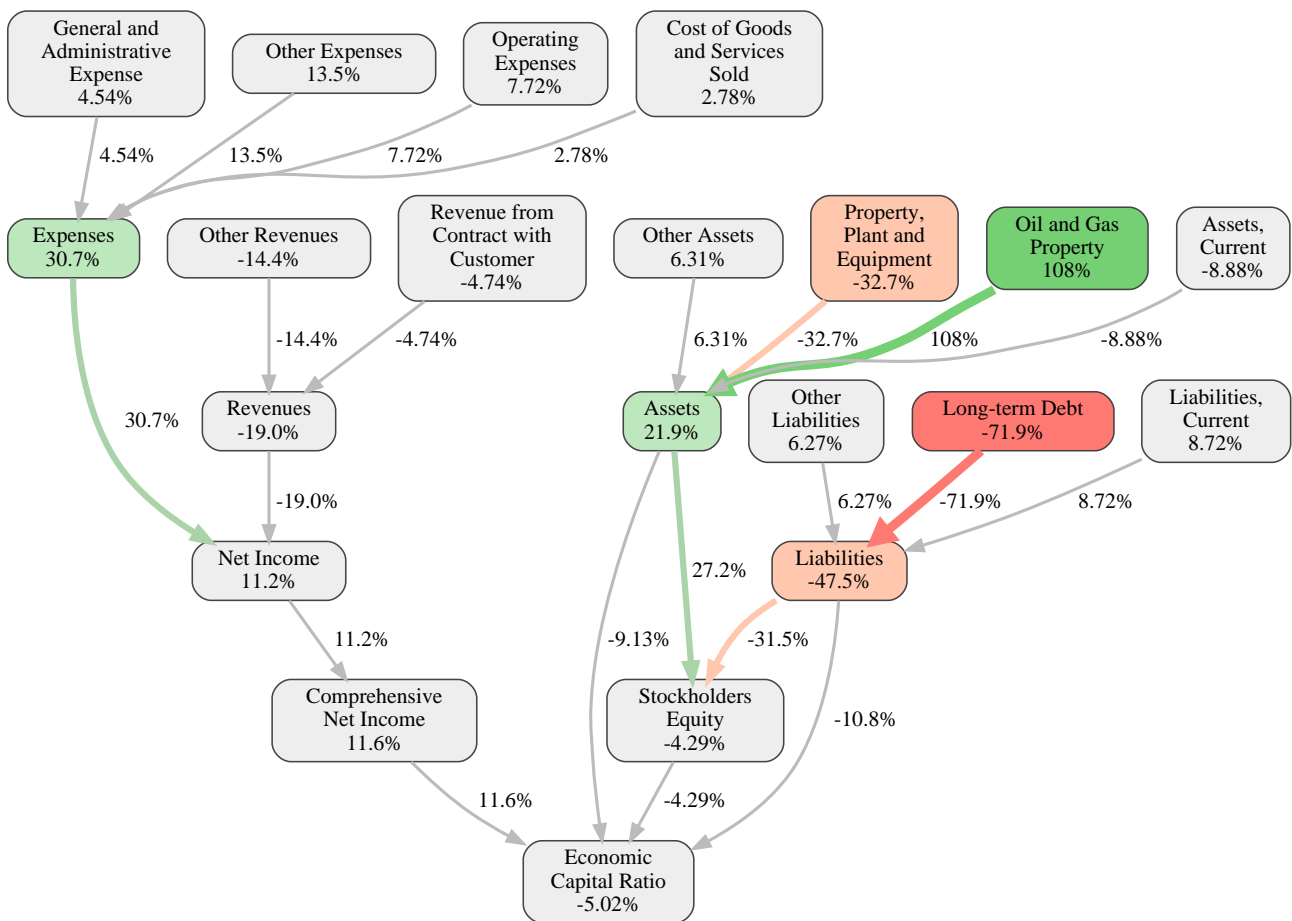 General and
Administrative
Expense
4.54%
Other Expenses
13.5%
Operating
Expenses
7.72%
Cost of Goods
and Services
Sold
2.78%
4.54%
13.5%
7.72%
2.78%
Expenses
30.7%
Other Revenues
-14.4%
Revenue from
Contract with
Customer
-4.74%
Other Assets
6.31%
Property,
Plant and
Equipment
-32.7%
Oil and Gas
Property
108%
Assets,
Current
-8.88%
-14.4%
-4.74%
6.31%
-32.7%
108%
-8.88%
30.7%
Revenues
-19.0%
Assets
21.9%
Other
Liabilities
6.27%
Long-term Debt
-71.9%
Liabilities,
Current
8.72%
-19.0%
6.27%
-71.9%
8.72%
Net Income
11.2%
27.2%
Liabilities
-47.5%
11.2%
-9.13%
-31.5%
Comprehensive
Net Income
11.6%
Stockholders
Equity
-4.29%
-10.8%
11.6%
-4.29%
Economic
Capital Ratio
-5.02%